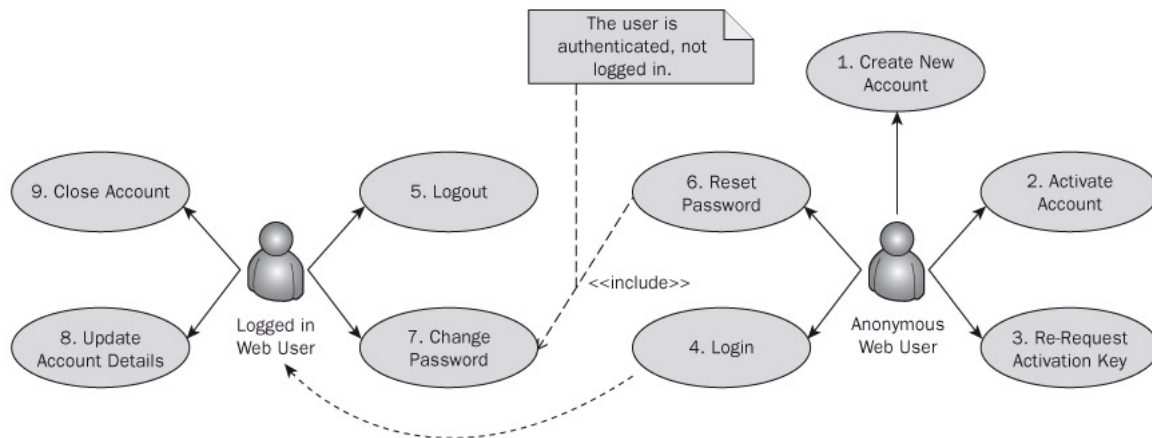 The user is
authenticated, not
logged in.
1. Create New
Account
9. Close Account
5. Logout
6. Reset
Password
2. Activate
Account
<<include>>
8. Update
Account Details
Logged in
Web User
7. Change
Password
4. Login
Anonymous
Web User
3. Re-Request
Activation Key